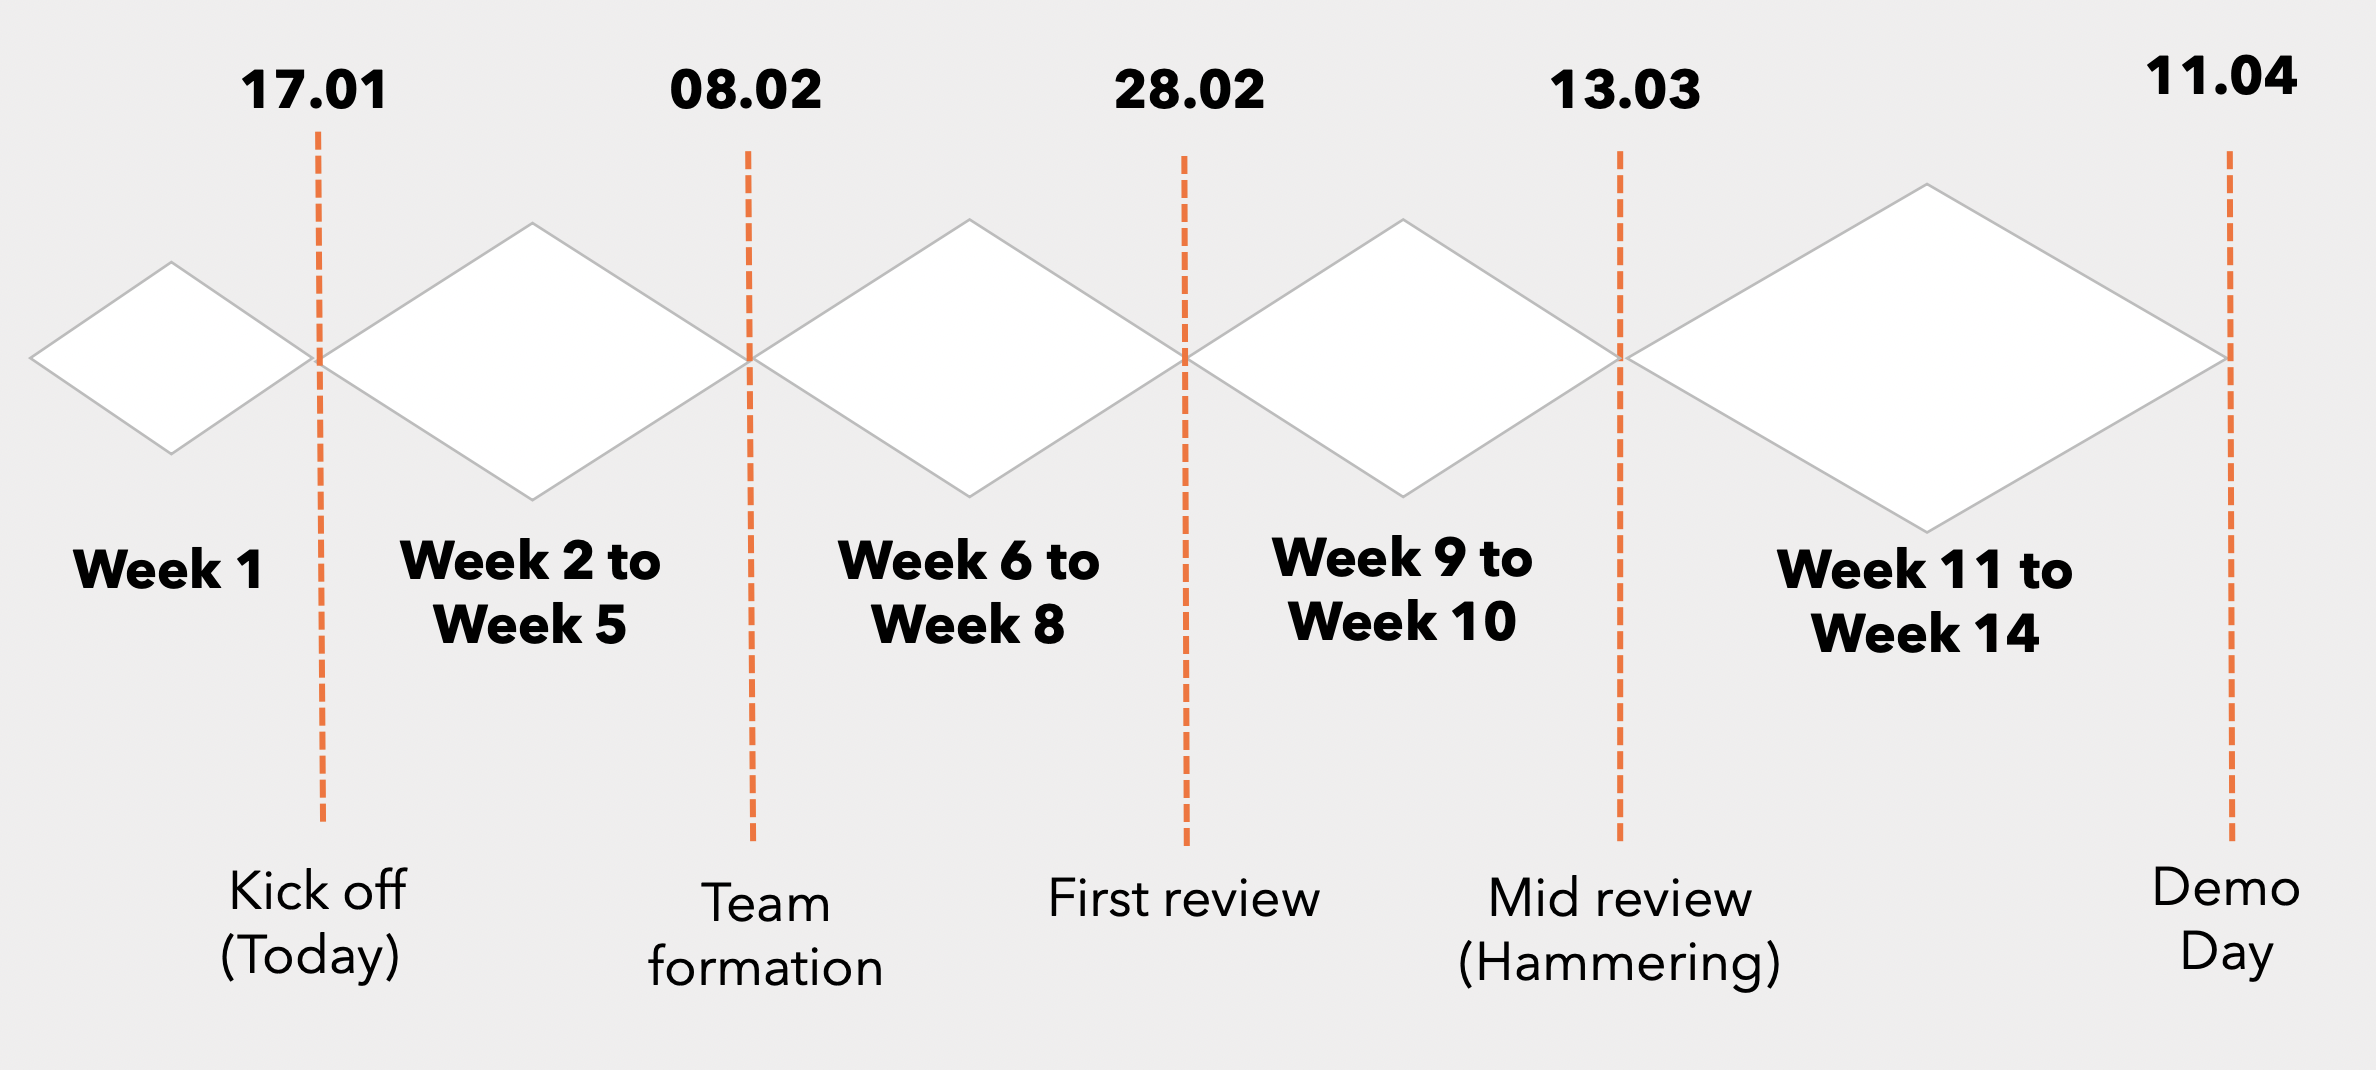 17.01
08.02
28.02
13.03
11.04
Week 1
Week 2 to
Week 5
Week 6 to
Week 8
Week 9 to
Week 10
Week 11 to
Week 14
Kick off
(Today)
Team
formation
First review
Mid review
(Hammering)
Demo
Day